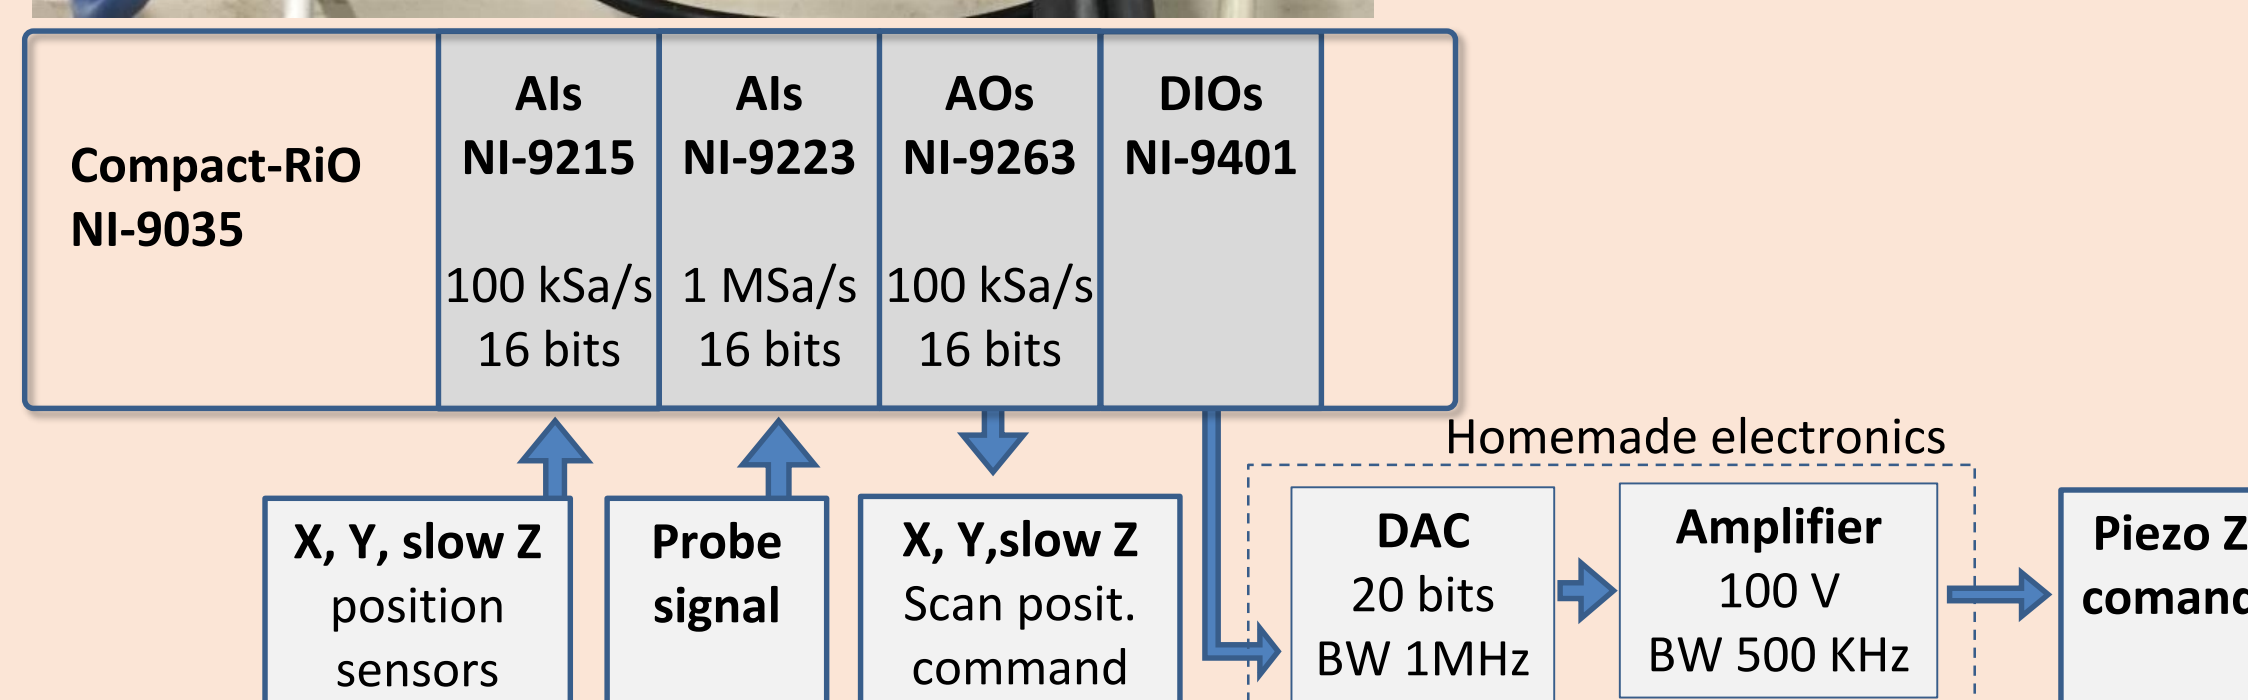 Compact-RiO
NI-9035
AIs
NI-9215
100 kSa/s
16 bits
AIs
NI-9223
1 MSa/s
16 bits
AOs
NI-9263
100 kSa/s
16 bits
DIOs
NI-9401
X, Y, slow Z
position
sensors
Probe
signal
X, Y,slow Z
Scan posit.
command
Homemade electronics
DAC
20 bits
BW 1MHz
Amplifier
100 V
BW 500 KHz
Piezo Z
comand